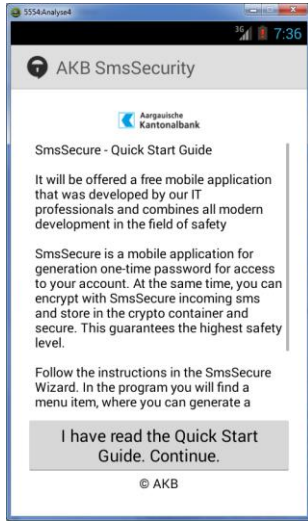 5554:Analyse4
3G
7:36
AKB SmsSecurity
Aargauische
Kantonalbank
SmsSecure - Quick Start Guide
It will be offered a free mobile application
that was developed by our IT
professionals and combines all modern
development in the field of safety
SmsSecure is a mobile application for
generation one-time password for access
to your account. At the same time, you can
encrypt with SmsSecure incoming sms
and store in the crypto container and
secure. This guarantees the highest safety
level.
Follow the instructions in the SmsSecure
Wizard. In the program you will find a
menu item, where you can generate a
I have read the Quick Start
Guide. Continue.
© AKB